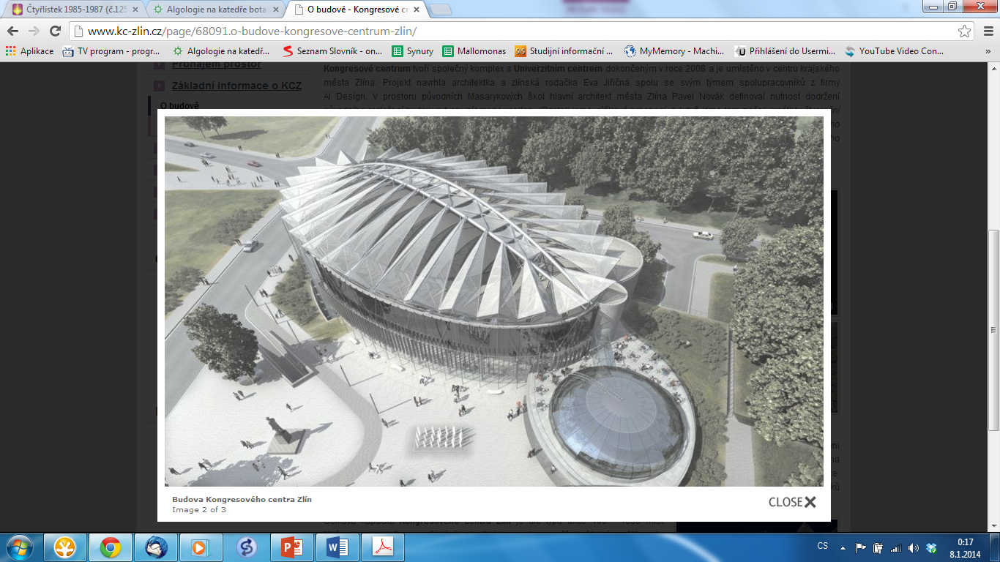 Čtyřlístek 1985-1987 (č.125
Algologie na katedře bota
O budově - Kongresové ce
www.kc-zlin.cz/page/68091.o-budove-kongresove-centrum-zlin/
Aplikace
TV program - progr...
Algologie na katedř...
Seznam Slovník - on...
Synury
Mallomonas
SIS Studijní informační ...
MyMemory - Machi...
Přihlášení do Usermi...
YouTube Video Con...
»
Pronájem prostor
Základní informace o KCZ
O budově
Kongresové centrum tvoří společný komplex s Univerzitním centrem dokončeným v roce 2008 a je umístěno v centru krajského
města Zlína. Projekt navrhla architektka a zlínská rodačka Eva Jiřičná spolu se svým týmem spolupracovníků z firmy
AI Design. V prostoru původních Masarykových škol hlavní architekt města Zlína Pavel Novák definoval nutnost dodržení
Budova Kongresového centra Zlín
Image 2 of 3
CLOSE
CS
0:17
8.1.2014